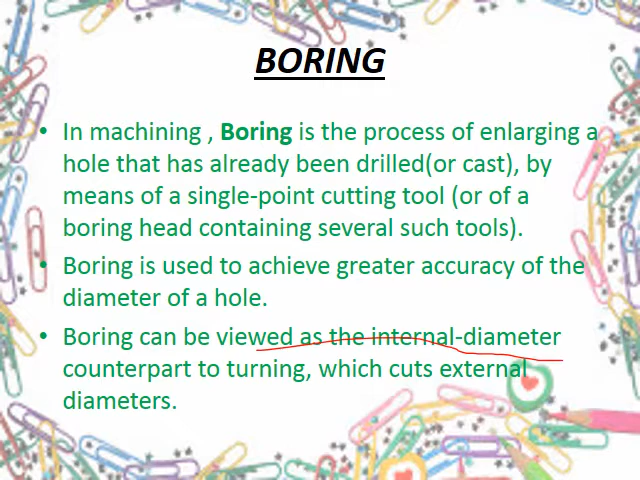 BORING
• In machining , Boring is the process of enlarging a
hole that has already been drilled(or cast), by
means of a single-point cutting tool (or of a
boring head containing several such tools).
• Boring is used to achieve greater accuracy of the
diameter of a hole.
• Boring can be viewed as the internal-diameter
counterpart to turning, which cuts external
diameters.